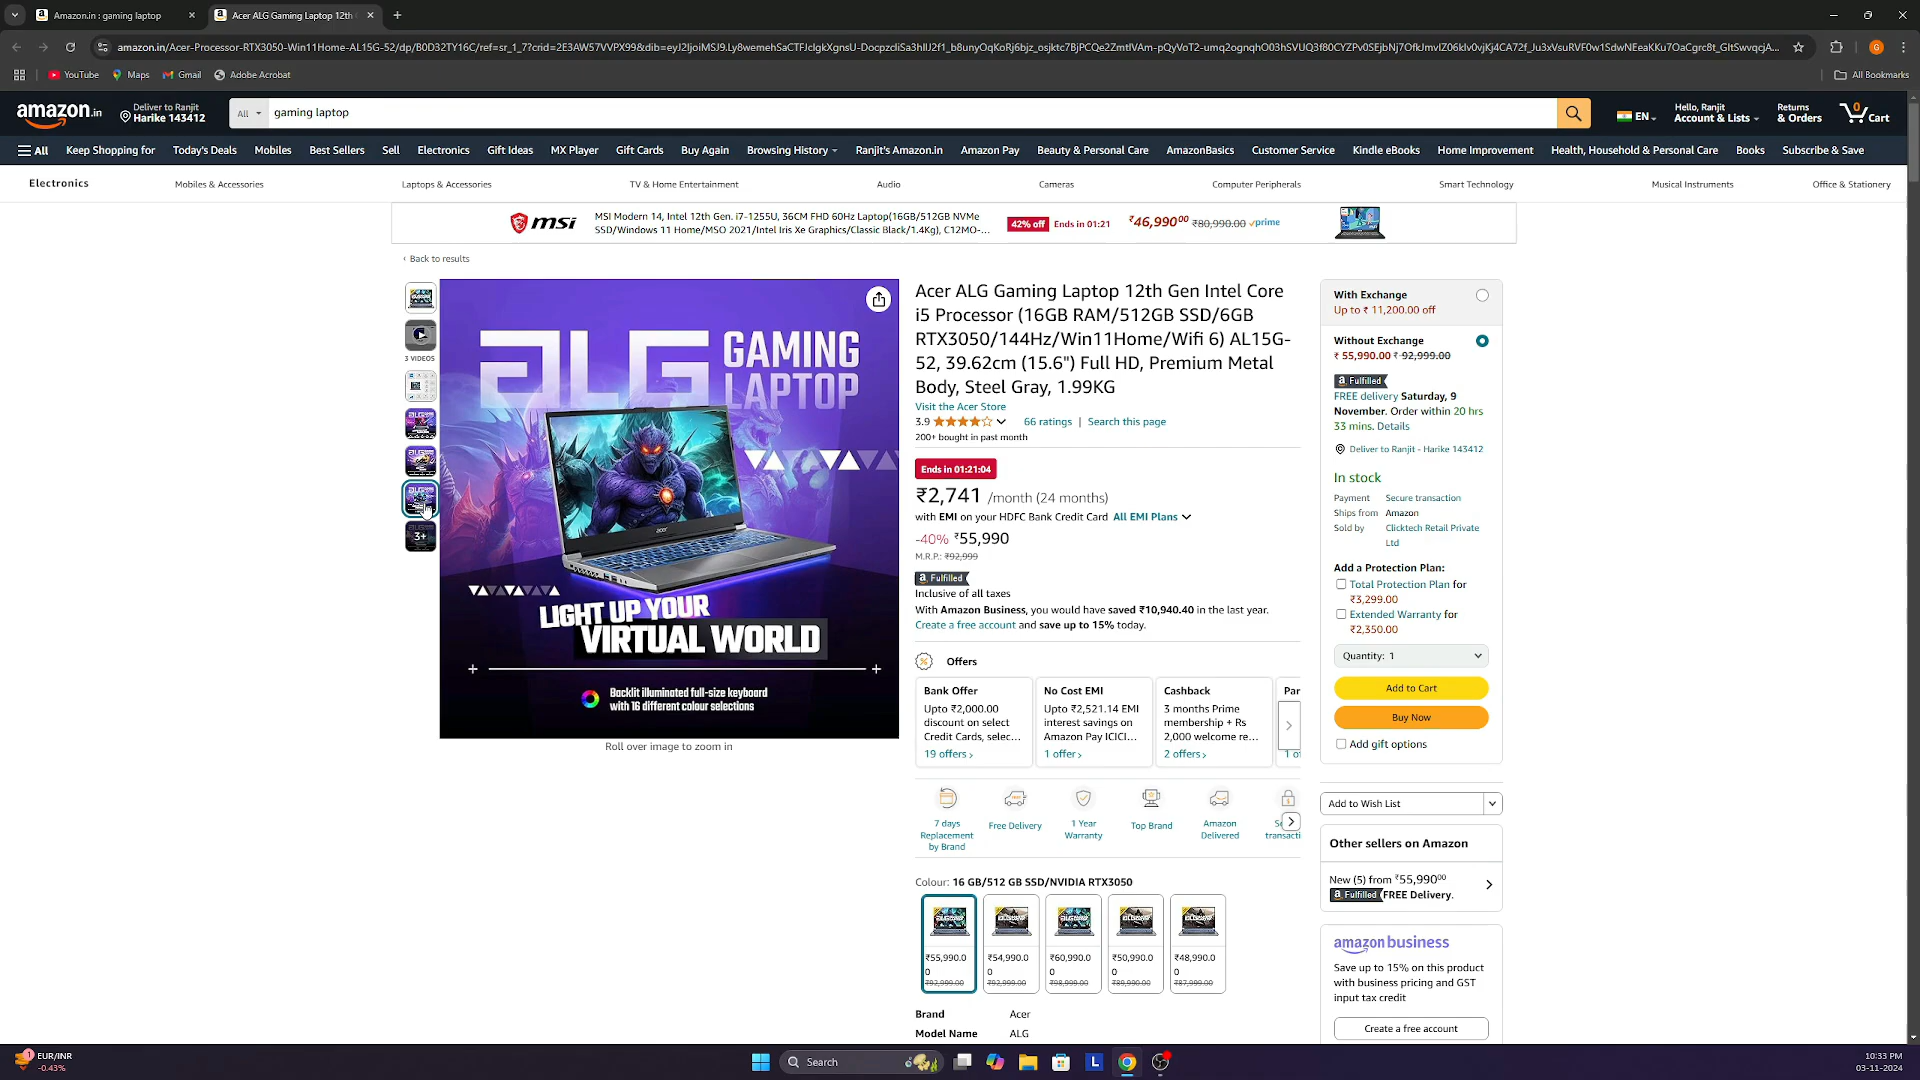 Amazon.in : gaming laptop
Acer ALG Gaming Laptop 12th
YouTube
Maps
Gmail
Adobe Acrobat
All Bookmarks
amazon.in
Deliver to Ranjit
Harike 143412
All
gaming laptop
EN
Hello, Ranjit
Account & Lists
Returns
& Orders
0
Cart
All
Keep Shopping for
Today's Deals
Mobiles
Best Sellers
Sell
Electronics
Gift Ideas
MX Player
Gift Cards
Buy Again
Browsing History
Ranjit's Amazon.in
Amazon Pay
Beauty & Personal Care
AmazonBasics
Customer Service
Kindle eBooks
Home Improvement
Health, Household & Personal Care
Books
Subscribe & Save
Electronics
Mobiles & Accessories
Laptops & Accessories
TV & Home Entertainment
Audio
Cameras
Computer Peripherals
Smart Technology
Musical Instruments
Office & Stationery
msi
MSI Modern 14, Intel 12th Gen. i7-1255U, 36CM FHD 60Hz Laptop(16GB/512GB NVMe
SSD/Windows 11 Home/MSO 2021/Intel Iris Xe Graphics/Classic Black/1.4Kg), C12MO-...
42% off
Ends in 01:21
₹46,990⁰⁰
₹80,990.00
prime
‹ Back to results
3 VIDEOS
3+
ALG GAMING
LAPTOP
acer
LIGHT UP YOUR
VIRTUAL WORLD
Backlit illuminated full-size keyboard
with 16 different colour selections
Roll over image to zoom in
Acer ALG Gaming Laptop 12th Gen Intel Core
i5 Processor (16GB RAM/512GB SSD/6GB
RTX3050/144Hz/Win11Home/Wifi 6) AL15G-
52, 39.62cm (15.6") Full HD, Premium Metal
Body, Steel Gray, 1.99KG
Visit the Acer Store
3.9
66 ratings | Search this page
200+ bought in past month
Ends in 01:21:04
₹2,741 /month (24 months)
with EMI on your HDFC Bank Credit Card All EMI Plans
-40% ₹55,990
M.R.P.: ₹92,999
a Fulfilled
Inclusive of all taxes
With Amazon Business, you would have saved ₹10,940.40 in the last year.
Create a free account and save up to 15% today.
Offers
Bank Offer
Upto ₹2,000.00
discount on select
Credit Cards, selec...
19 offers ›
No Cost EMI
Upto ₹2,521.14 EMI
interest savings on
Amazon Pay ICICI...
1 offer ›
Cashback
3 months Prime
membership + Rs
2,000 welcome re...
2 offers ›
Par
1 of
7 days
Replacement
by Brand
Free Delivery
1 Year
Warranty
Top Brand
Amazon
Delivered
transacti
Colour: 16 GB/512 GB SSD/NVIDIA RTX3050
₹55,990.0
0
₹92,999.00
₹54,990.0
0
₹92,999.00
₹60,990.0
0
₹98,999.00
₹50,990.0
0
₹89,990.00
₹48,990.0
0
₹87,999.00
Brand
Acer
Model Name
ALG
With Exchange
Up to ₹ 11,200.00 off
Without Exchange
₹ 55,990.00 ₹ 92,999.00
a Fulfilled
FREE delivery Saturday, 9
November. Order within 20 hrs
33 mins. Details
Deliver to Ranjit - Harike 143412
In stock
Payment Secure transaction
Ships from Amazon
Sold by Clicktech Retail Private
Ltd
Add a Protection Plan:
Total Protection Plan for
₹3,299.00
Extended Warranty for
₹2,350.00
Quantity: 1
Add to Cart
Buy Now
Add gift options
Add to Wish List
Other sellers on Amazon
New (5) from ₹55,990⁰⁰
a Fulfilled FREE Delivery.
amazon business
Save up to 15% on this product
with business pricing and GST
input tax credit
Create a free account
1
EUR/INR
-0.43%
Search
L
10:33 PM
03-11-2024